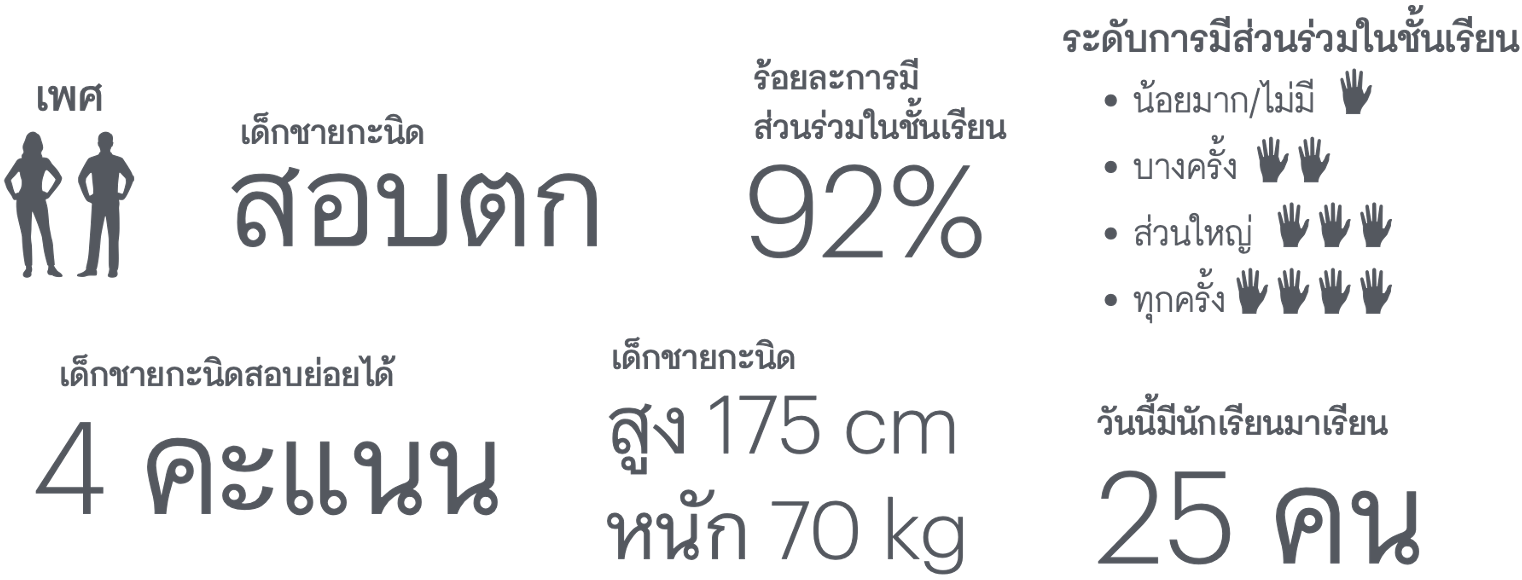 เพศ
เด็กชายกะนิด
สอบตก
ร้อยละการมี
ส่วนร่วมในชั้นเรียน
92%
ระดับการมีส่วนร่วมในชั้นเรียน
• น้อยมาก/ไม่มี
• บางครั้ง
• ส่วนใหญ่
• ทุกครั้ง
เด็กชายกะนิดสอบย่อยได้
4 คะแนน
เด็กชายกะนิด
สูง 175 cm
หนัก 70 kg
วันนี้มีนักเรียนมาเรียน
25 คน